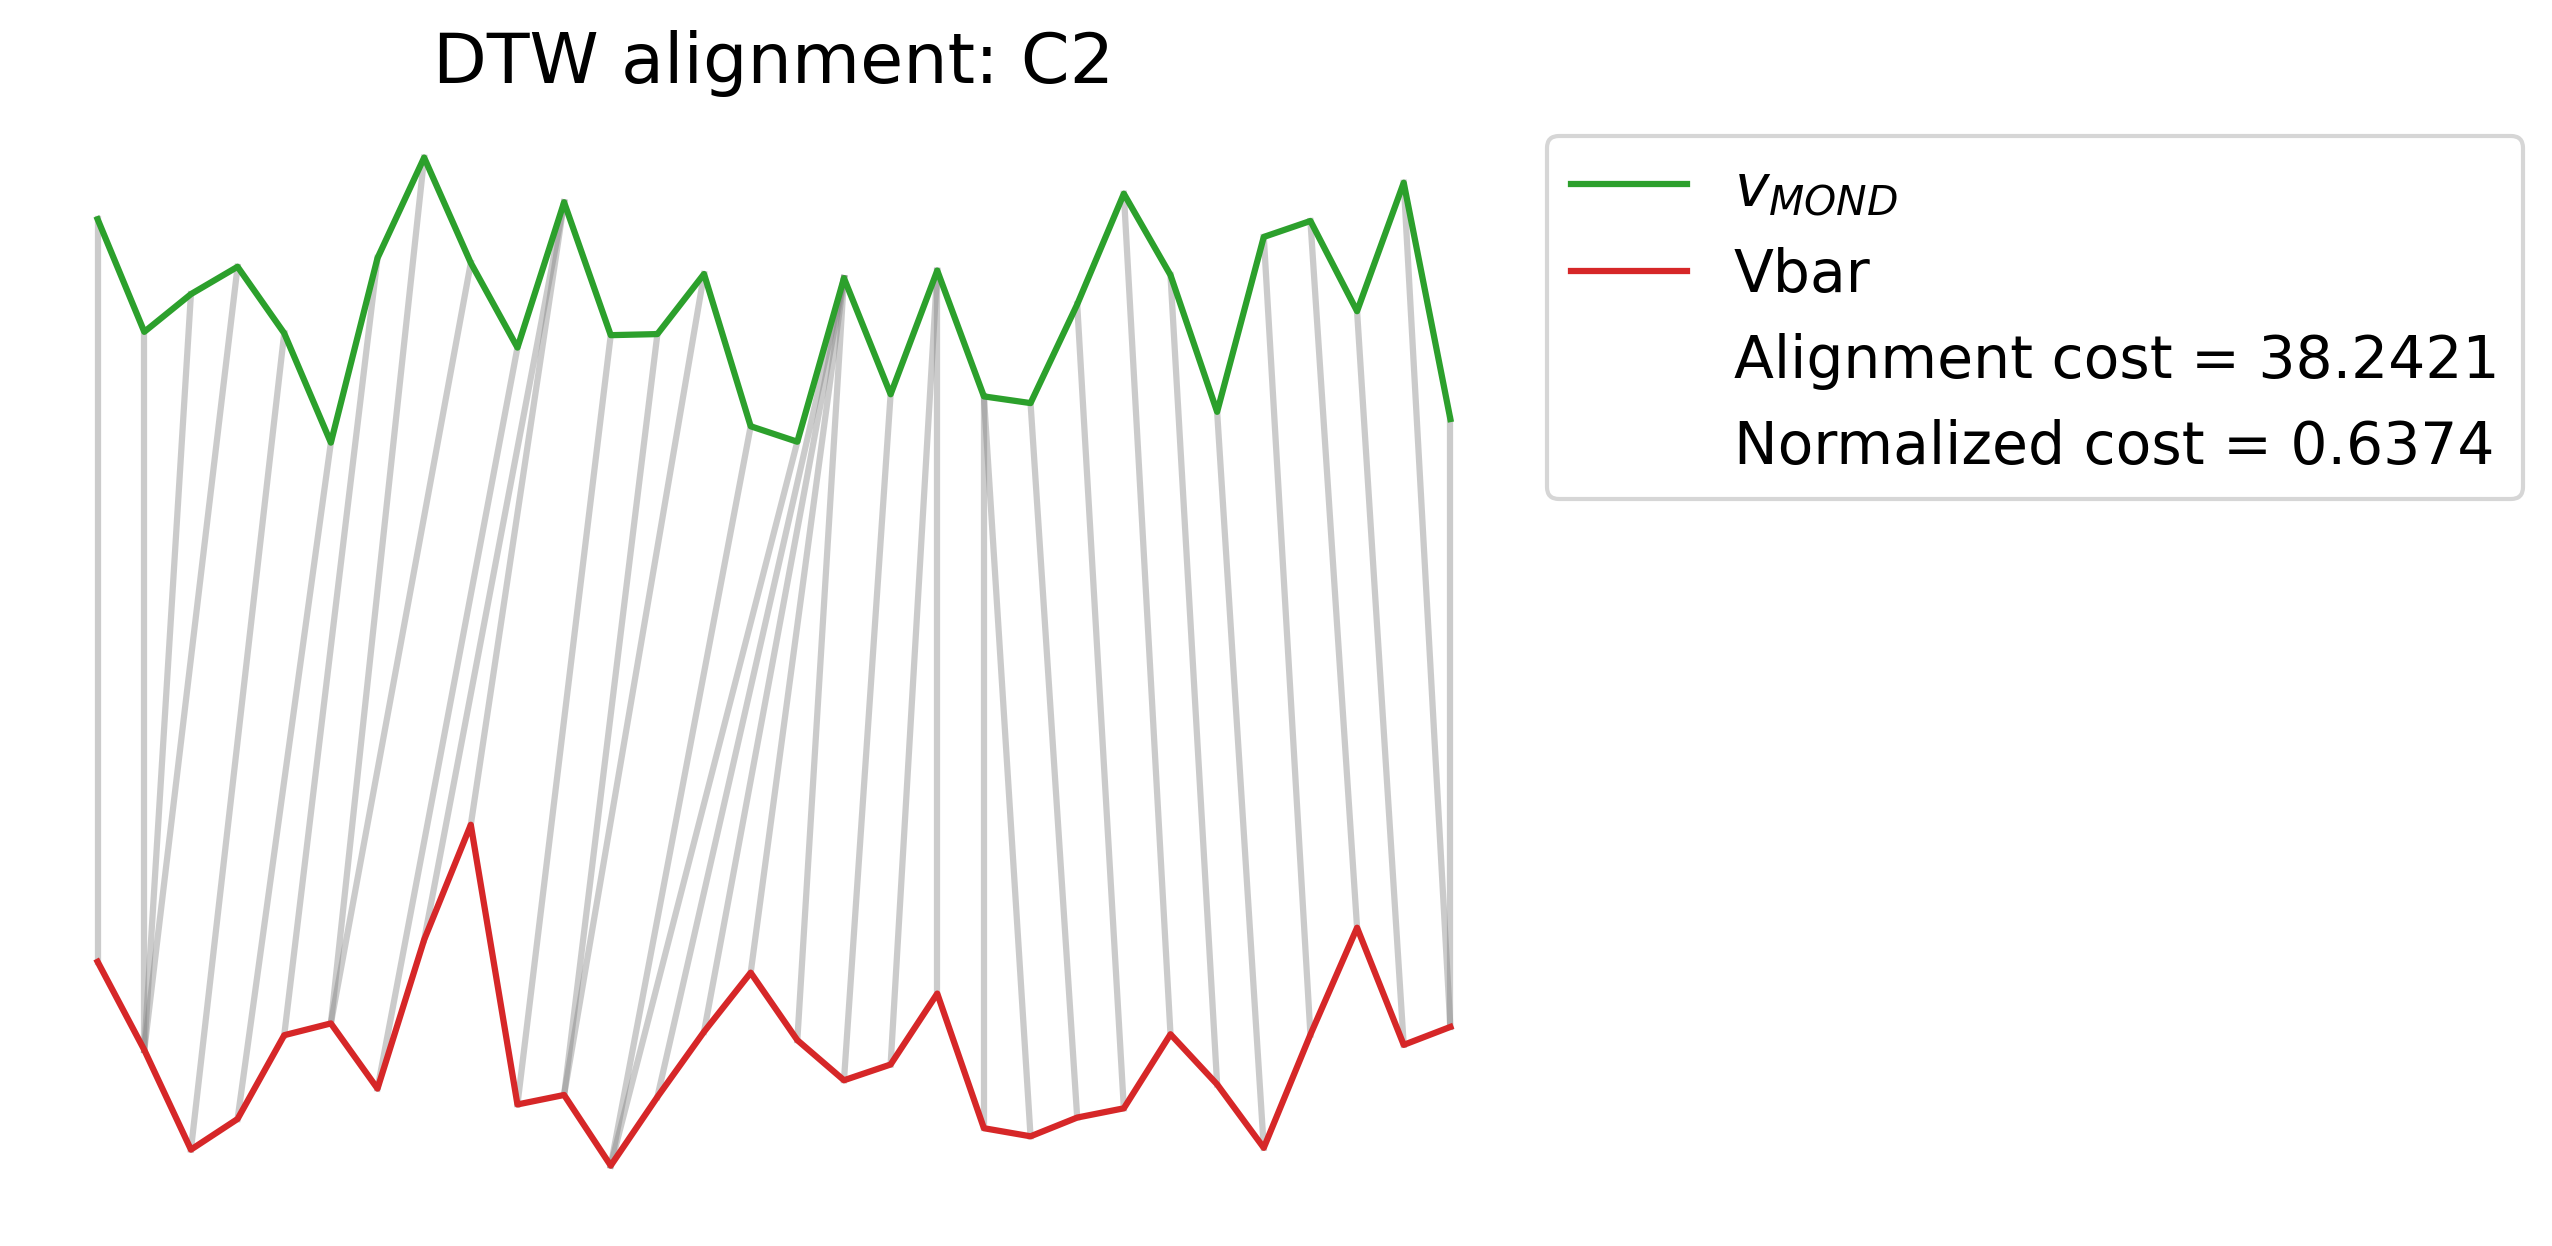 DTW alignment: C2
v_MOND
Vbar
Alignment cost = 38.2421
Normalized cost = 0.6374